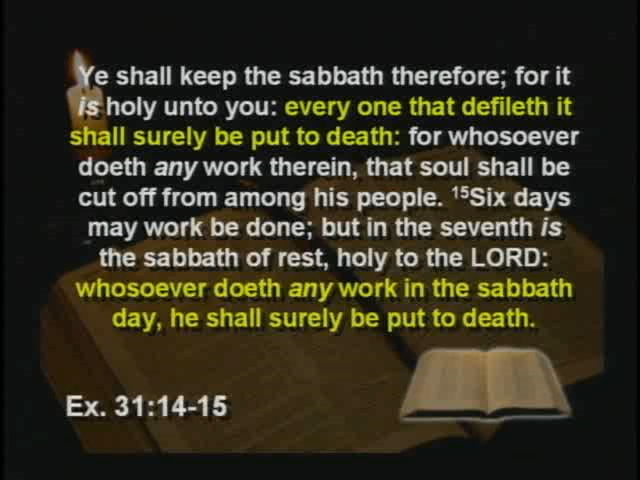 Ye shall keep the sabbath therefore; for it
is holy unto you: every one that defileth it
shall surely be put to death: for whosoever
doeth any work therein, that soul shall be
cut off from among his people. ¹⁵Six days
may work be done; but in the seventh is
the sabbath of rest, holy to the LORD:
whosoever doeth any work in the sabbath
day, he shall surely be put to death.
Ex. 31:14-15